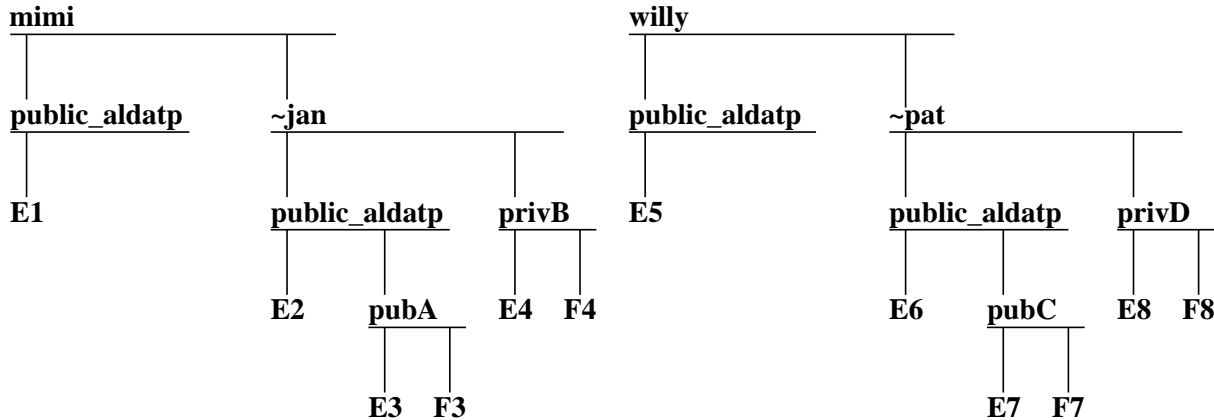 mimi willy
public_aldatp ~jan public_aldatp ~pat
E1 public_aldatp privB E5 public_aldatp privD
E2 pubA E4 F4 E6 pubC E8 F8
E3 F3 E7 F7